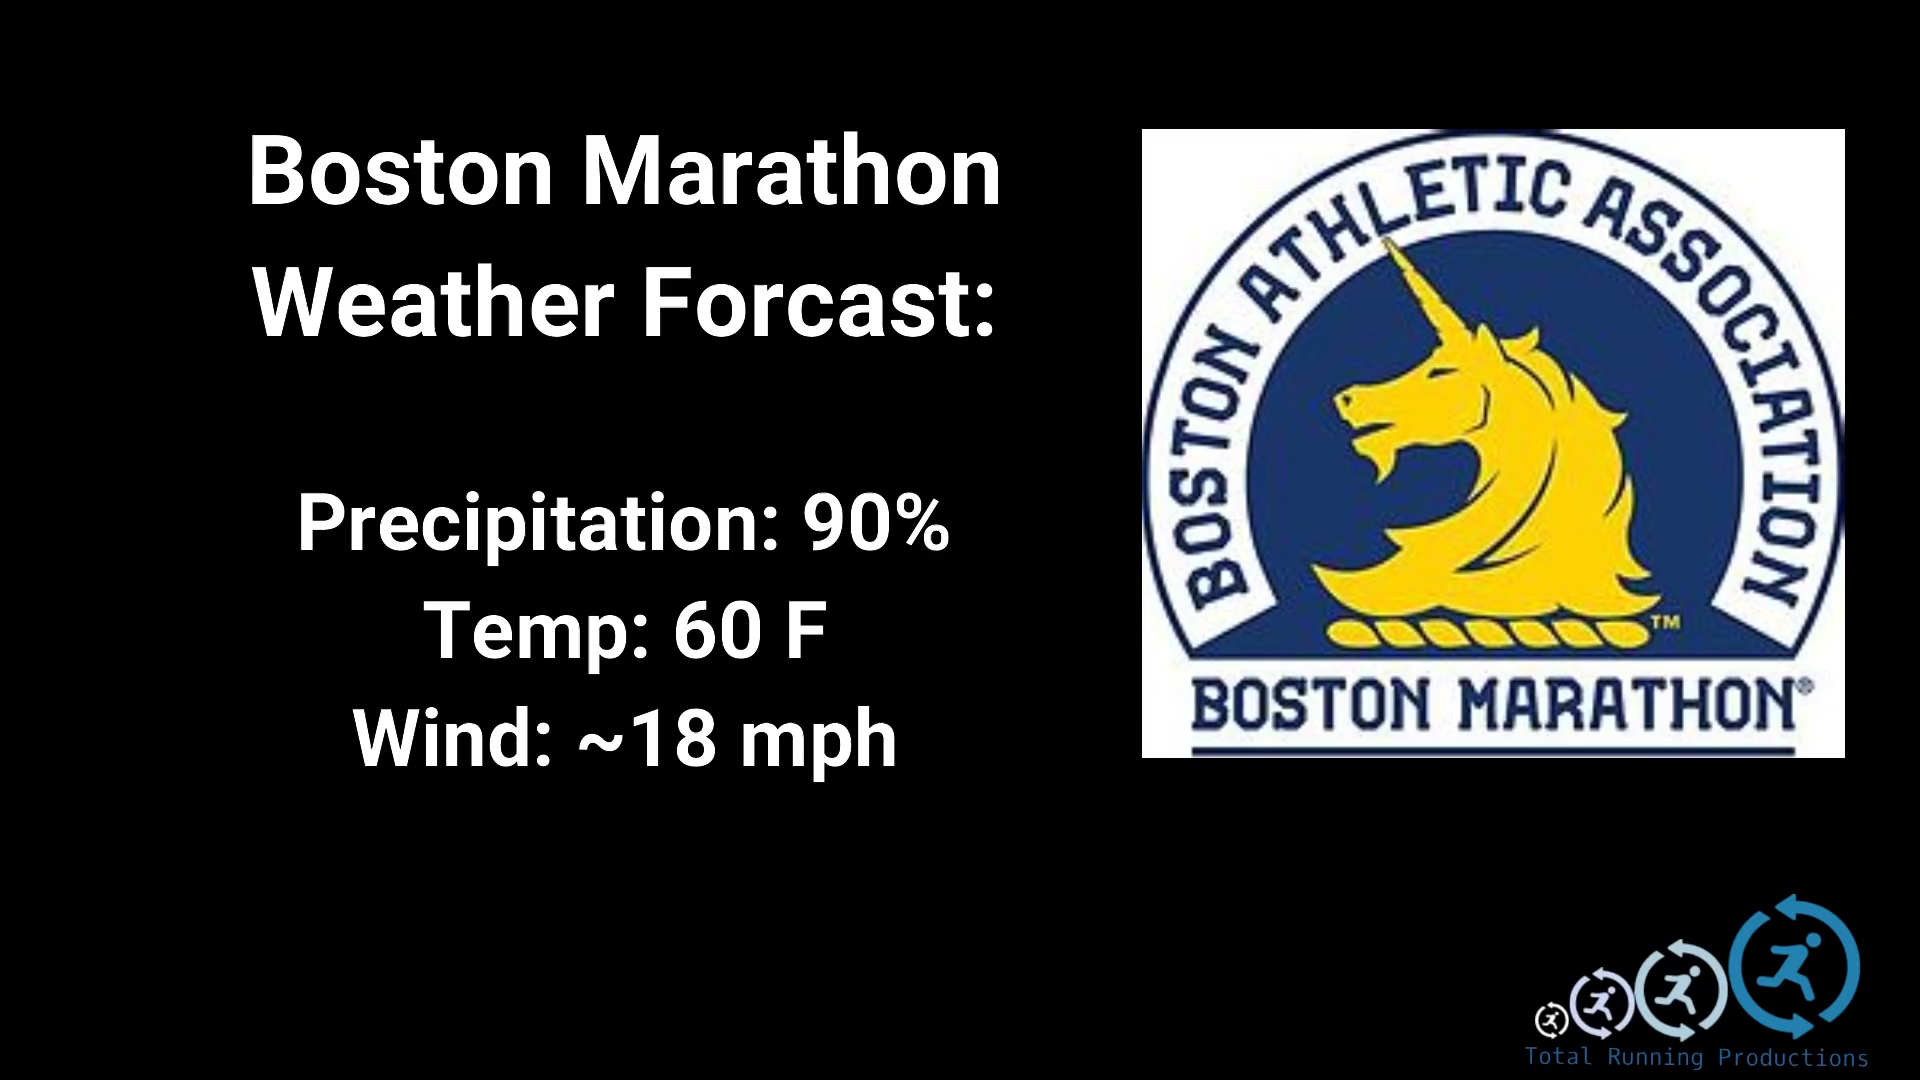 Boston Marathon
Weather Forcast:
Precipitation: 90%
Temp: 60 F
Wind: ~18 mph
BOSTON ATHLETIC ASSOCIATION
TM
BOSTON MARATHON®
Total Running Productions